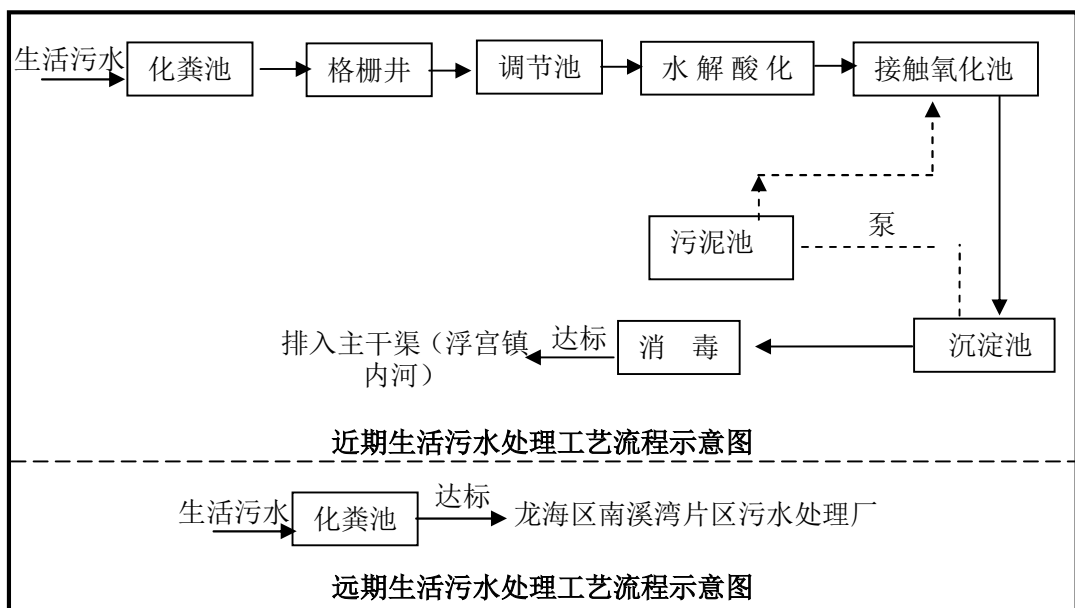 生活污水
化粪池
格栅井
调节池
水 解 酸 化
接触氧化池
污泥池
泵
排入主干渠（浮宫镇
内河）
达标
消 毒
沉淀池
近期生活污水处理工艺流程示意图
生活污水
化粪池
达标
龙海区南溪湾片区污水处理厂
远期生活污水处理工艺流程示意图